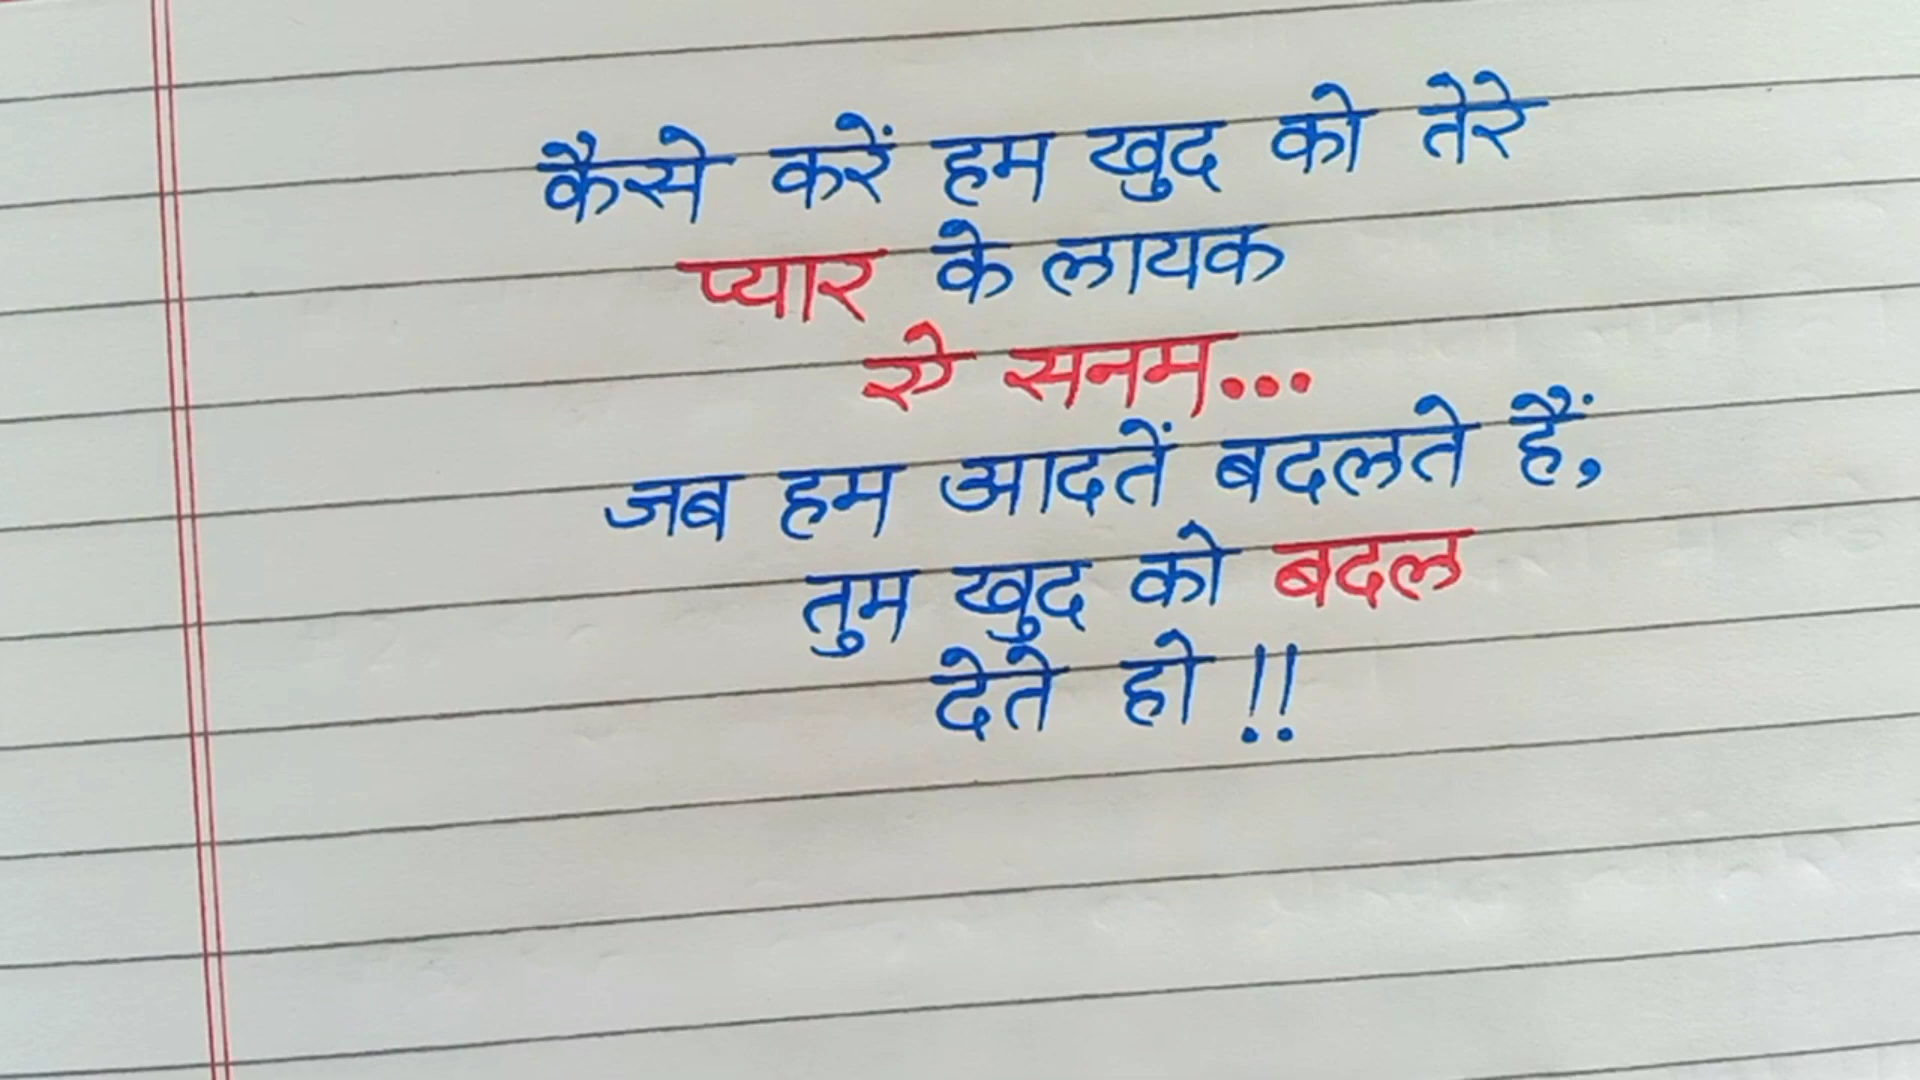 कैसे करें हम खुद को तेरे
प्यार के लायक
ऐ सनम...
जब हम आदतें बदलते हैं,
तुम खुद को बदल
देते हो !!